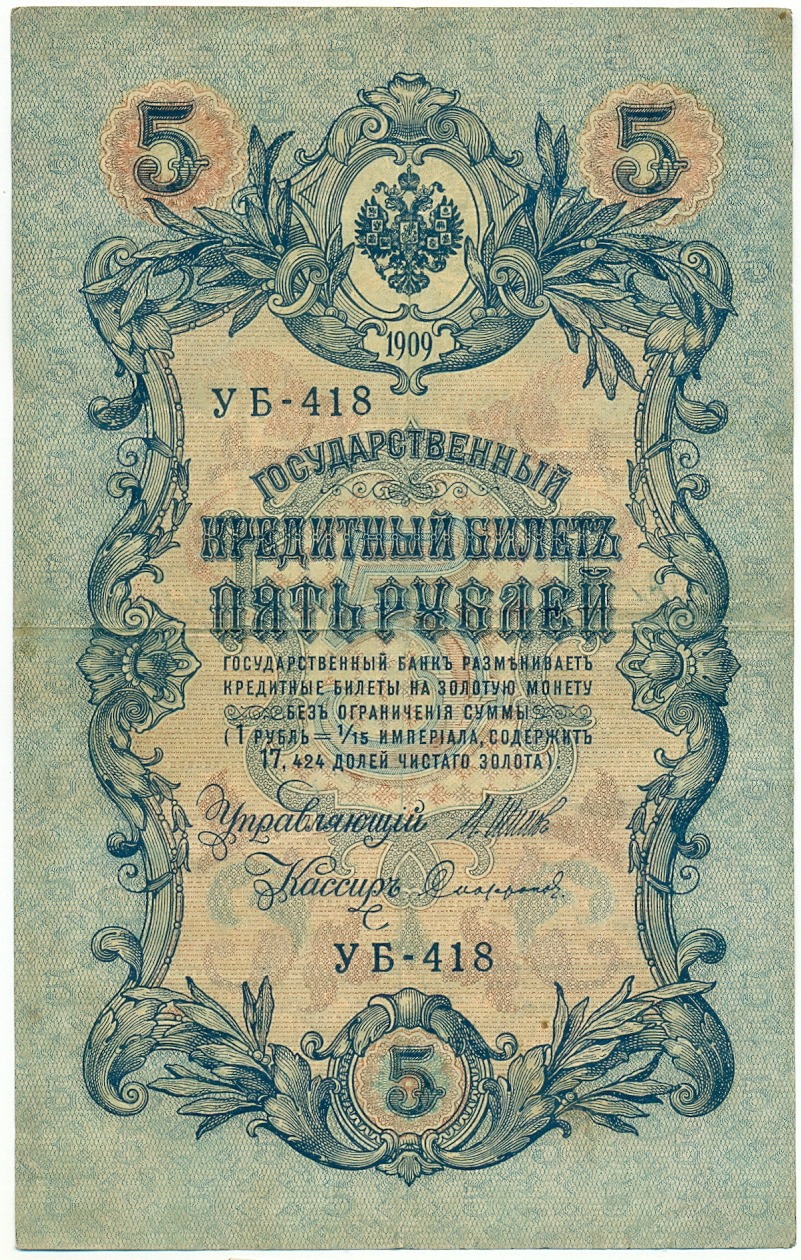 5 5
1909
УБ-418
ГОСУДАРСТВЕННЫЙ
КРЕДИТНЫЙ БИЛЕТЪ
ПЯТЬ РУБЛЕЙ
ГОСУДАРСТВЕННЫЙ БАНКЪ РАЗМѢНИВАЕТЪ
КРЕДИТНЫЕ БИЛЕТЫ НА ЗОЛОТУЮ МОНЕТУ
БЕЗЪ ОГРАНИЧЕНІЯ СУММЫ
(1 РУБЛЬ = 1/15 ИМПЕРІАЛА, СОДЕРЖИТЪ
17,424 ДОЛЕЙ ЧИСТАГО ЗОЛОТА)
Управляющій
Кассиръ
УБ-418
5